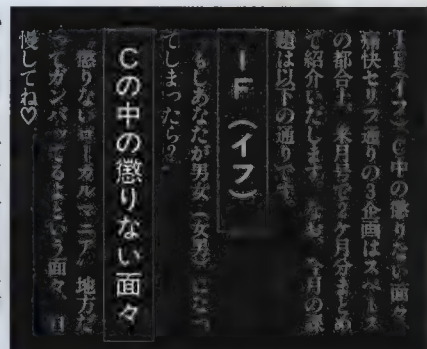 IF(イフ)・C中の懲りない面々・
痛快セリフ通りの3企画はスペース
の都合上、来月号で2ケ月分まとめ
て紹介いたします。なお、今月の課
題は以下の通りです。
IF(イフ)
もしあなたが男女(女男)になっ
てしまったら?
Cの中の懲りない面々
懲りないローカルマニア。地方だ
ってガンバッてるよという面々。自
慢してね♡